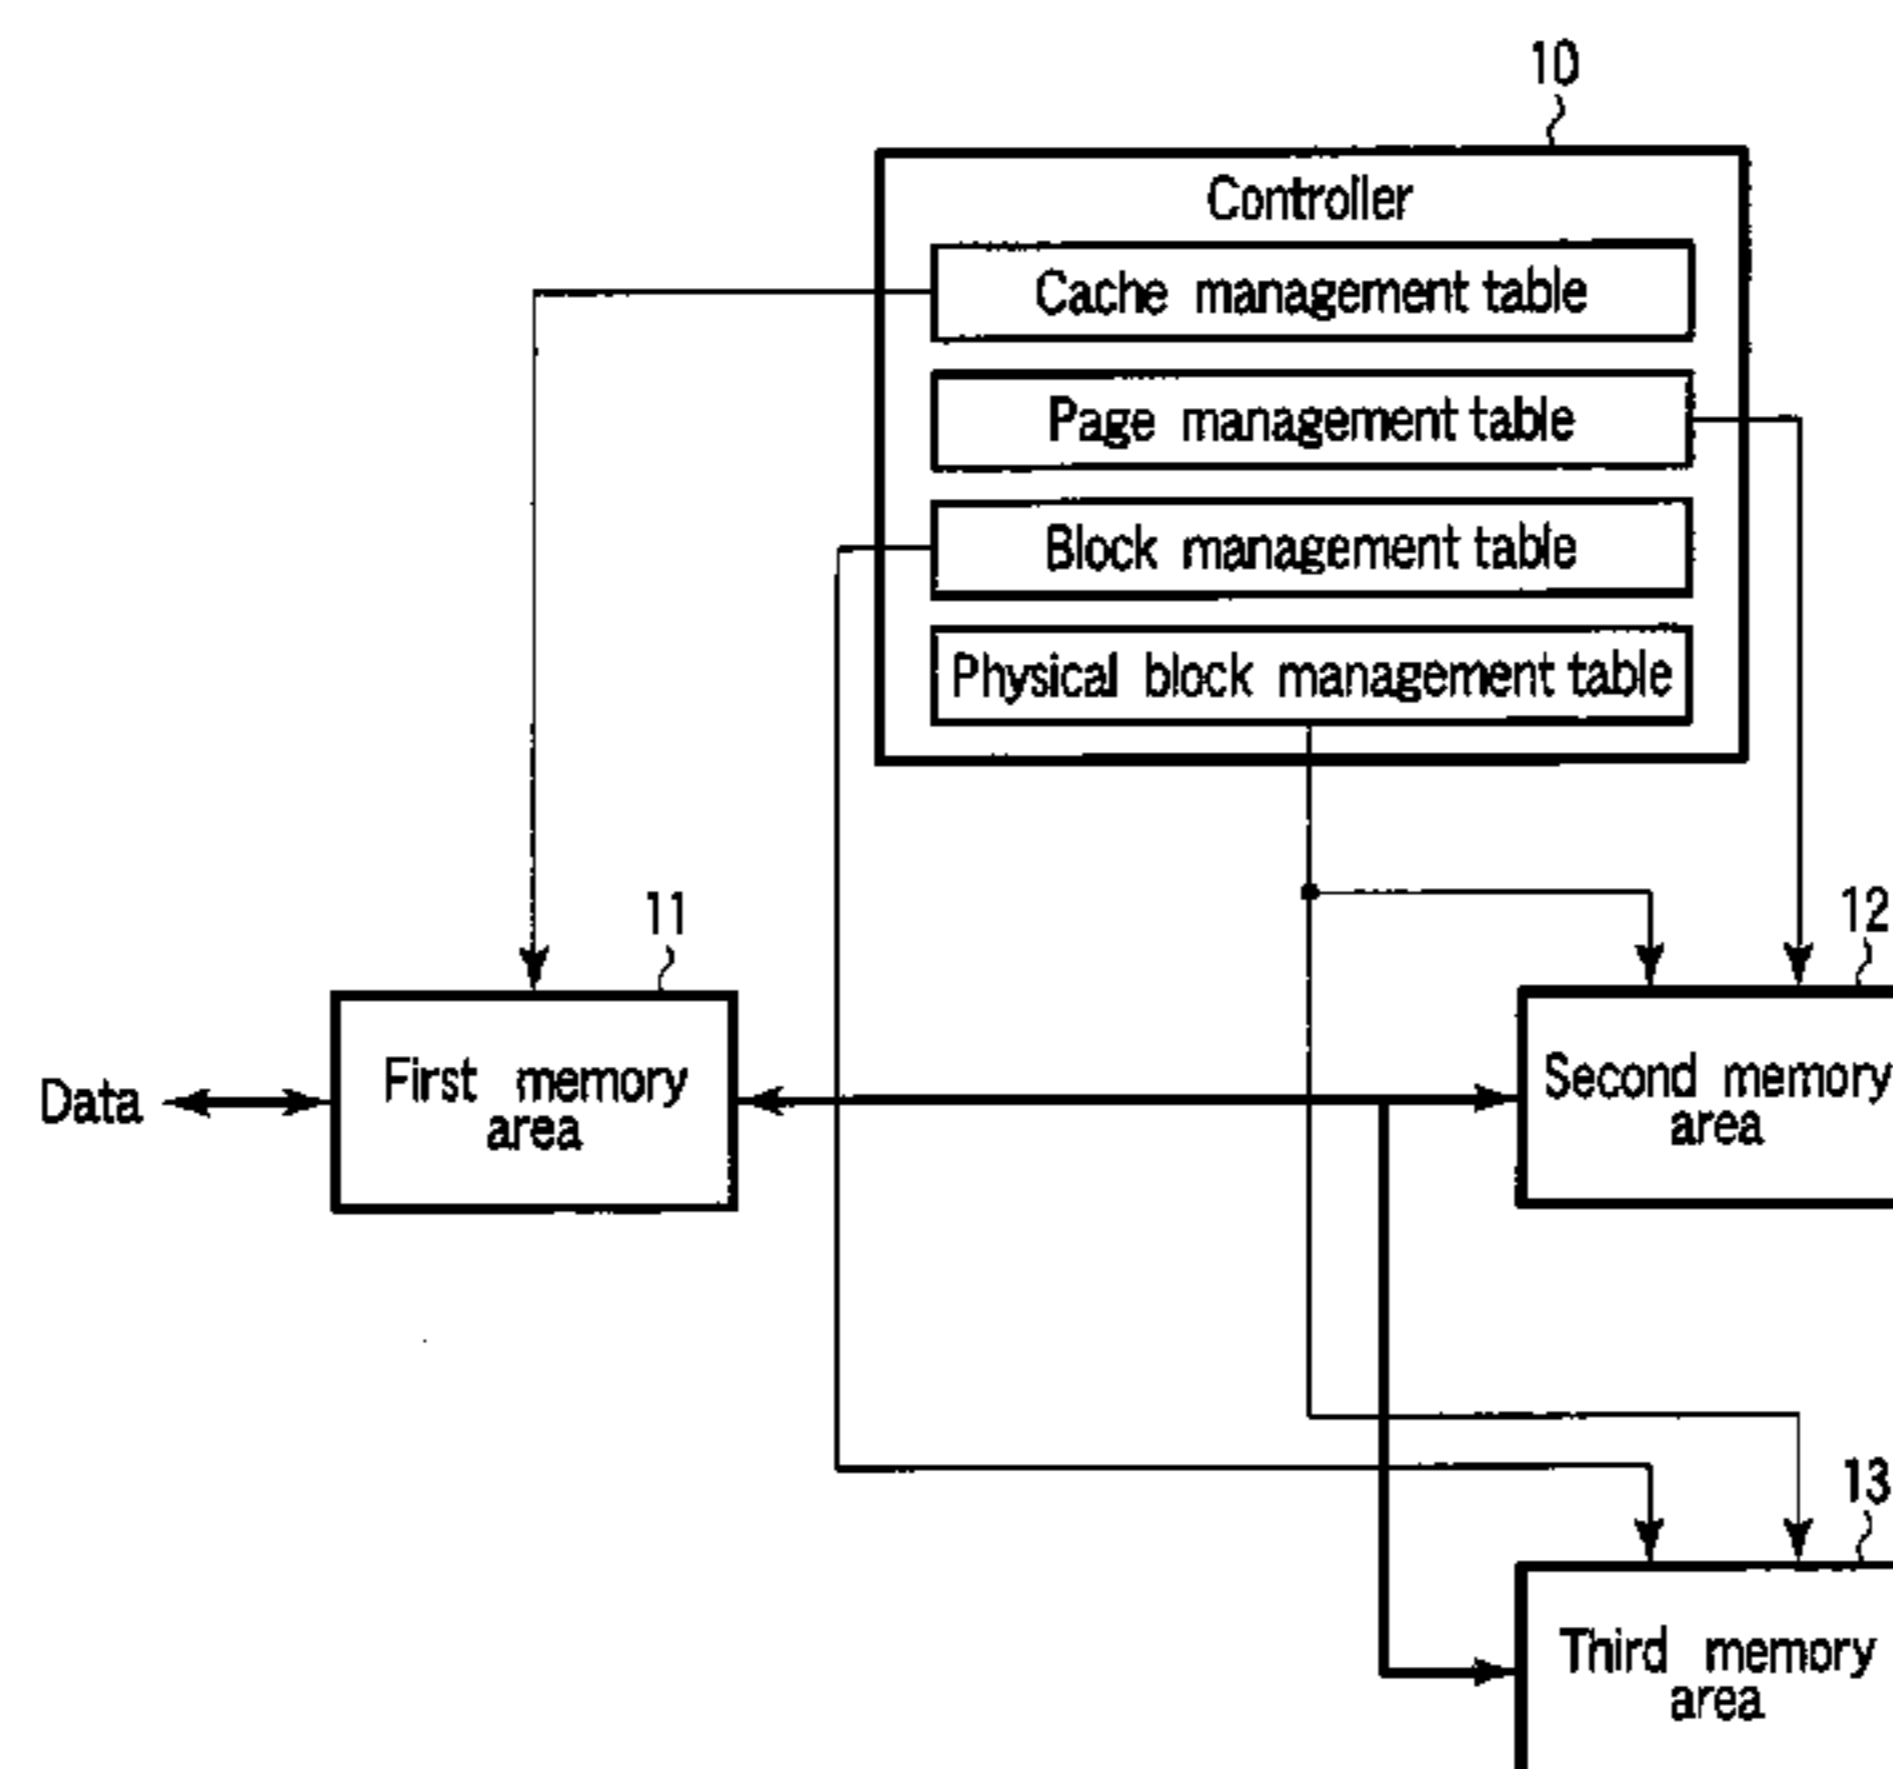 10
Controller
Cache management table
Page management table
Block management table
Physical block management table
11
12
First memory
area
Second memory
area
Data
13
Third memory
area